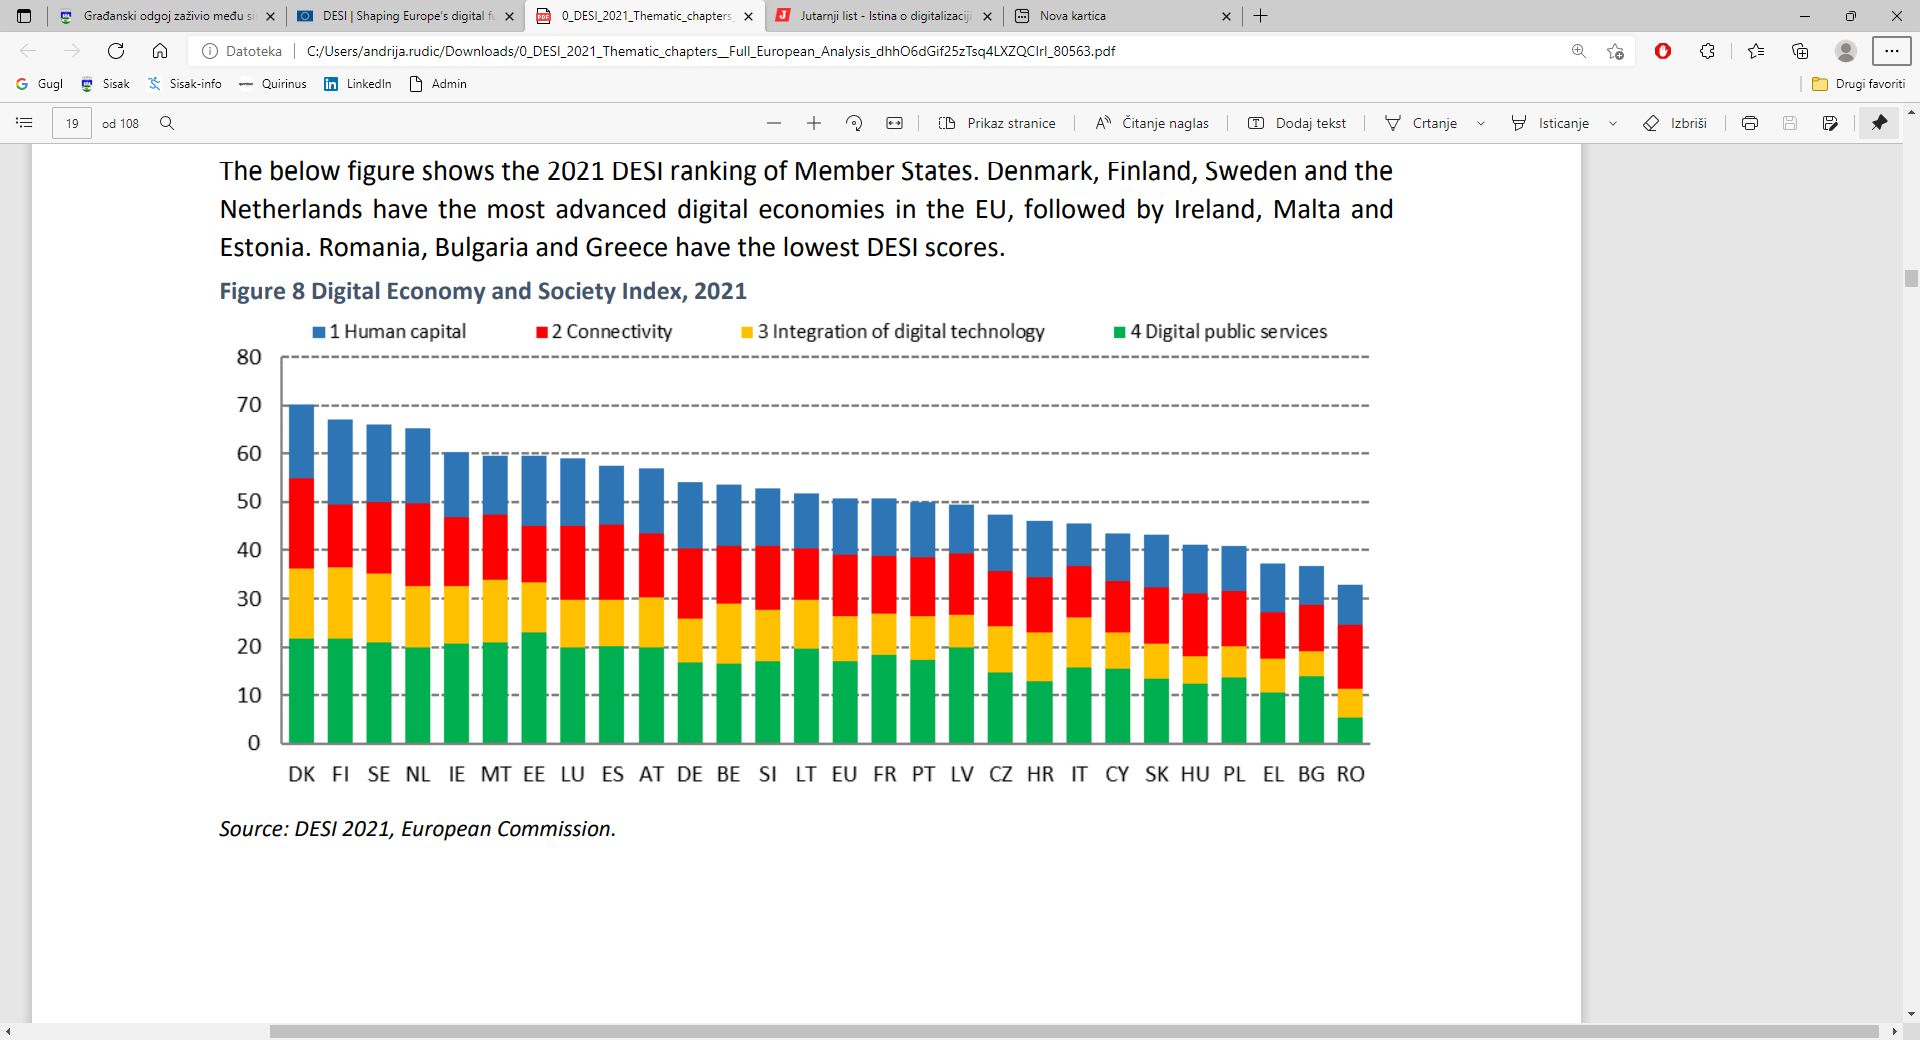 Građanski odgoj zaživio među si
DESI | Shaping Europe's digital fu
0_DESI_2021_Thematic_chapters_
Jutarnji list - Istina o digitalizaciji
Nova kartica
Datoteka
C:/Users/andrija.rudic/Downloads/0_DESI_2021_Thematic_chapters__Full_European_Analysis_dhhO6dGif25zTsq4LXZQCIrI_80563.pdf
Gugl
Sisak
Sisak-info
Quirinus
LinkedIn
Admin
Drugi favoriti
19
od 108
Prikaz stranice
Čitanje naglas
Dodaj tekst
Crtanje
Isticanje
Izbriši
The below figure shows the 2021 DESI ranking of Member States. Denmark, Finland, Sweden and the
Netherlands have the most advanced digital economies in the EU, followed by Ireland, Malta and
Estonia. Romania, Bulgaria and Greece have the lowest DESI scores.
Figure 8 Digital Economy and Society Index, 2021
1 Human capital
2 Connectivity
3 Integration of digital technology
4 Digital public services
80
70
60
50
40
30
20
10
0
DK FI SE NL IE MT EE LU ES AT DE BE SI LT EU FR PT LV CZ HR IT CY SK HU PL EL BG RO
Source: DESI 2021, European Commission.